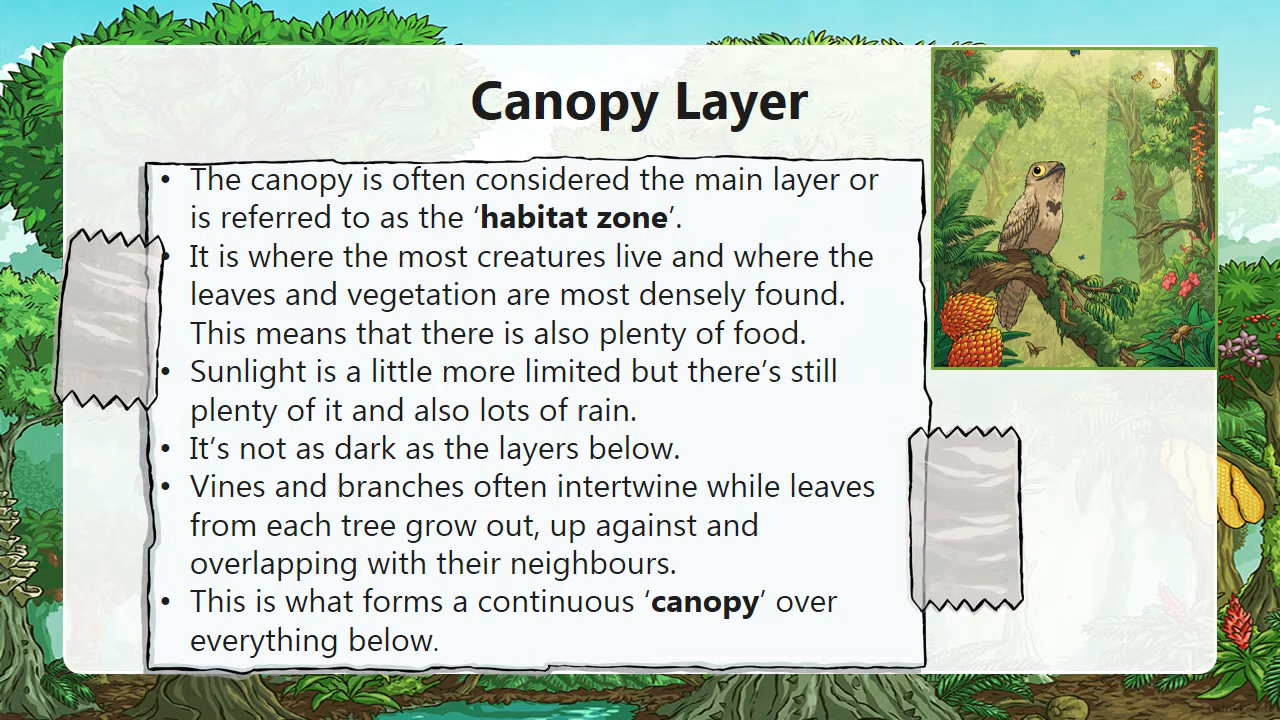 Canopy Layer
• The canopy is often considered the main layer or
is referred to as the ‘habitat zone’.
• It is where the most creatures live and where the
leaves and vegetation are most densely found.
This means that there is also plenty of food.
• Sunlight is a little more limited but there’s still
plenty of it and also lots of rain.
• It’s not as dark as the layers below.
• Vines and branches often intertwine while leaves
from each tree grow out, up against and
overlapping with their neighbours.
• This is what forms a continuous ‘canopy’ over
everything below.